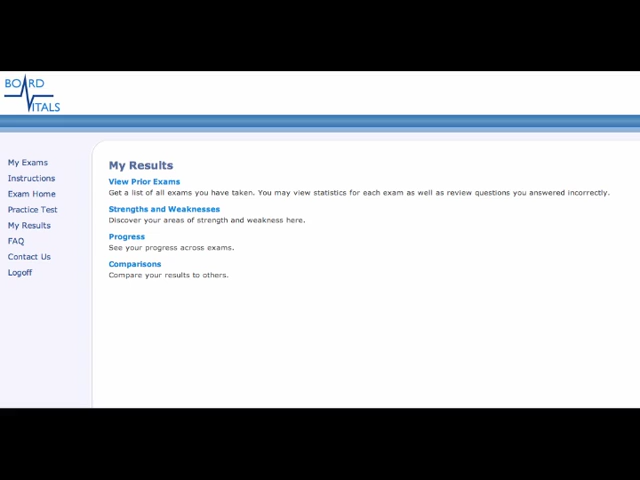 BOARD
VITALS
My Exams
Instructions
Exam Home
Practice Test
My Results
FAQ
Contact Us
Logoff
My Results
View Prior Exams
Get a list of all exams you have taken. You may view statistics for each exam as well as review questions you answered incorrectly.
Strengths and Weaknesses
Discover your areas of strength and weakness here.
Progress
See your progress across exams.
Comparisons
Compare your results to others.